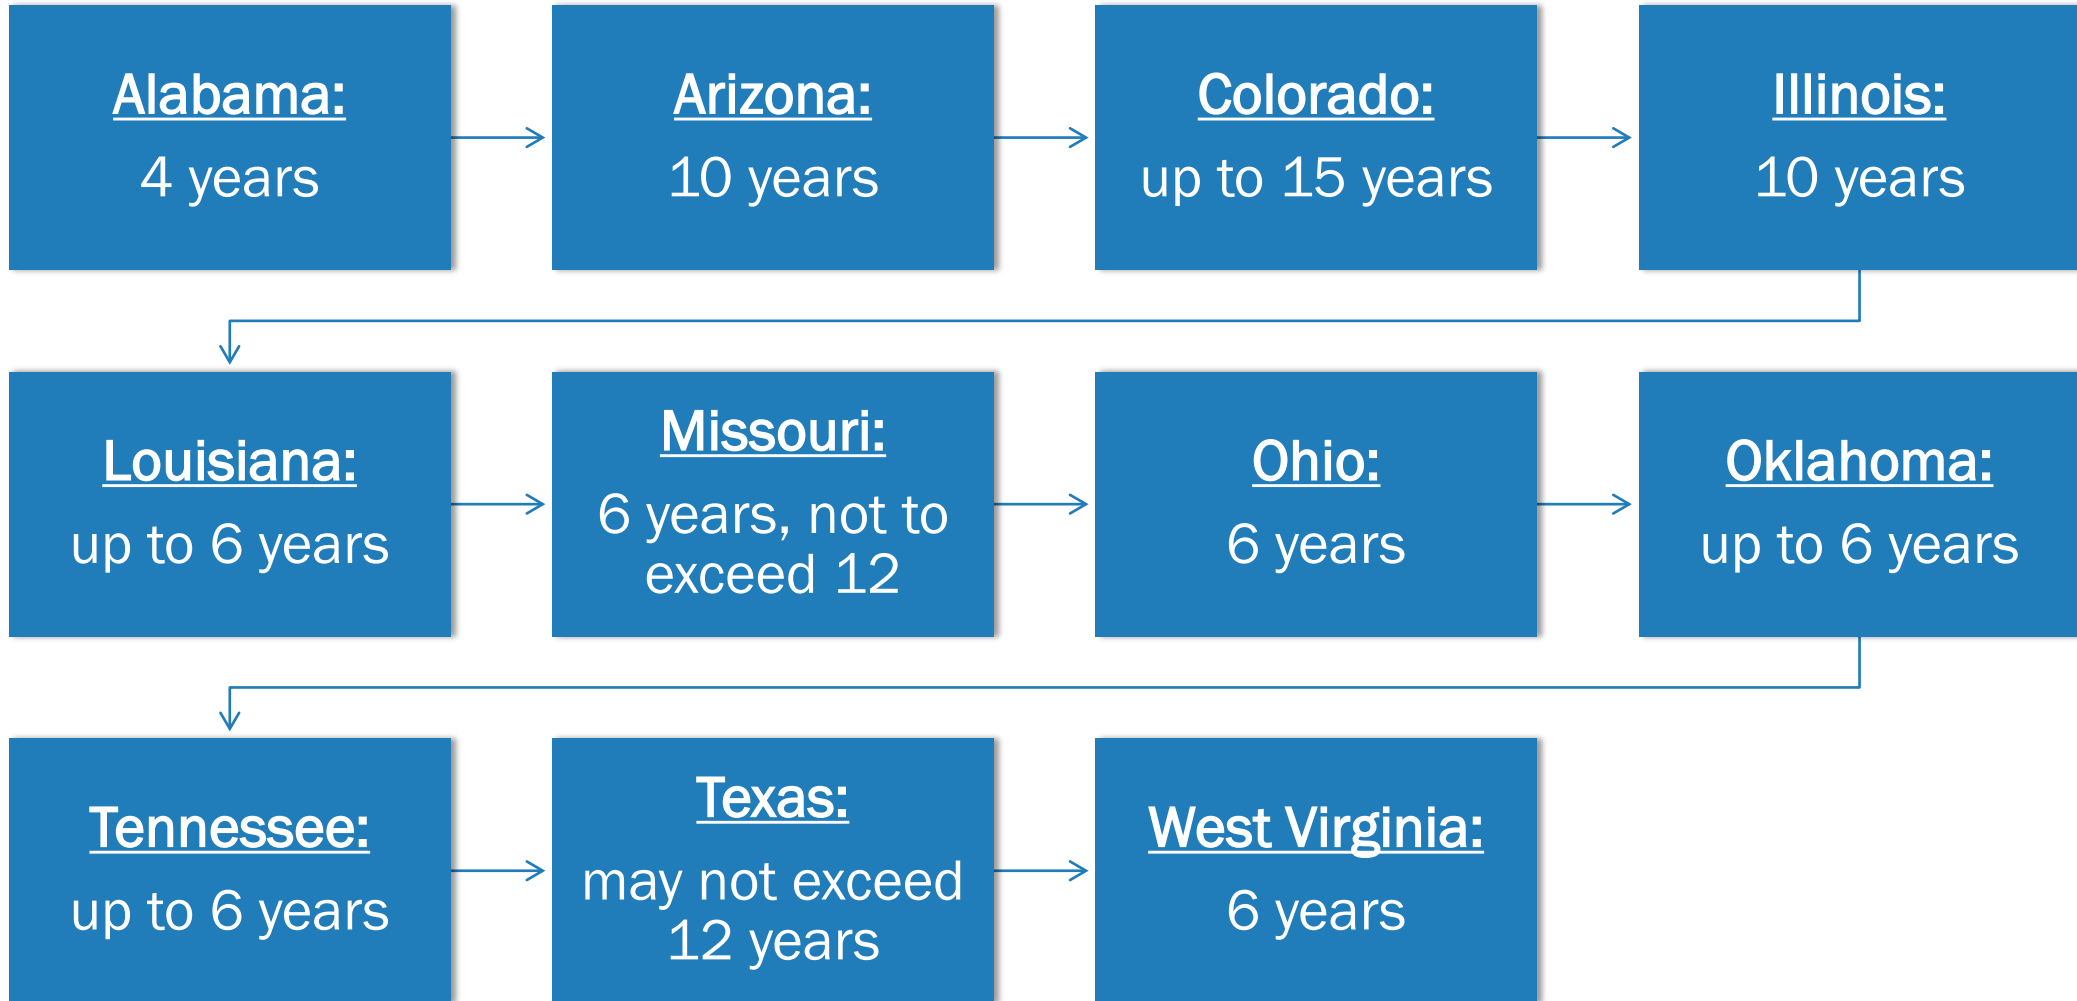 Alabama:
4 years
Arizona:
10 years
Colorado:
up to 15 years
Illinois:
10 years
Louisiana:
up to 6 years
Missouri:
6 years, not to
exceed 12
Ohio:
6 years
Oklahoma:
up to 6 years
Tennessee:
up to 6 years
Texas:
may not exceed
12 years
West Virginia:
6 years